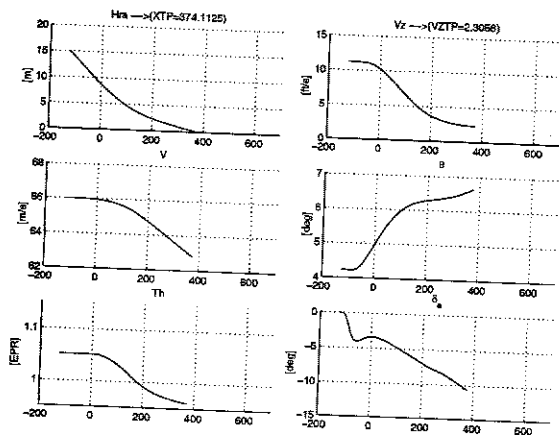 Hra --->(XTP=374.1125)
20
15
10
5
0
[m]
-200 0 200 400 600
V
Vz --->(VZTP=2.3056)
15
10
5
0
[ft/s]
-200 0 200 400 600
θ
68
66
64
62
[m/s]
-200 0 200 400 600
Th
7
6
5
4
[deg]
-200 0 200 400 600
δe
1.1
1
[EPR]
-200 0 200 400 600
0
-5
-10
-15
[deg]
-200 0 200 400 600